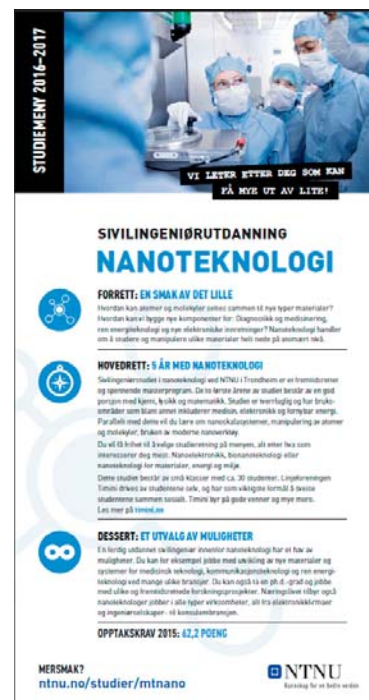 STUDIEMENY 2016–2017
VI LETER ETTER DEG SOM KAN
FÅ MYE UT AV LITE!
SIVILINGENIØRUTDANNING
NANOTEKNOLOGI
FORRETT: EN SMAK AV DET LILLE
Hvordan kan atomer og molekyler settes sammen til nye typer materialer?
Hvordan kan vi bygge nye komponenter for: Diagnostikk og medisinering,
ren energiteknologi og nye elektroniske innretninger? Nanoteknologi handler
om å studere og manipulere ulike materialer helt nede på atomært nivå.
HOVEDRETT: 5 ÅR MED NANOTEKNOLOGI
Sivilingeniørstudiet i nanoteknologi ved NTNU i Trondheim er et fremtidsrettet
og spennende masterprogram. De to første årene av studiet består av en god
porsjon med kjemi, fysikk og matematikk. Studiet er tverrfaglig og har bruks-
områder som blant annet inkluderer medisin, elektronikk og fornybar energi.
Parallelt med dette vil du lære om nanoskalasystemer, manipulering av atomer
og molekyler, bruken av moderne nanoverktøy.
Du vil få frihet til å velge studieretning på menyen, alt etter hva som
interesserer deg mest: Nanoelektronikk, bionanoteknologi eller
nanoteknologi for materialer, energi og miljø.
Dette studiet består av små klasser med ca. 30 studenter. Linjeforeningen
Timini drives av studentene selv, og har som viktigste formål å sveise
studentene sammen sosialt. Timini byr på gode venner og mye moro.
Les mer på timini.no
DESSERT: ET UTVALG AV MULIGHETER
En ferdig utdannet sivilingeniør innenfor nanoteknologi har et hav av
muligheter. Du kan for eksempel jobbe med utvikling av nye materialer og
systemer for medisinsk teknologi, kommunikasjonsteknologi og ren energi-
teknologi ved mange ulike bransjer. Du kan også ta en ph.d.-grad og jobbe
med ulike og fremtidsrettede forskningsprosjekter. Næringslivet tilbyr også
nanoteknologer jobber i alle typer virksomheter, alt fra elektronikkfirmaer
og ingeniørselskaper - til konsulentbransjen.
OPPTAKSKRAV 2015: 62,2 POENG
MERSMAK?
ntnu.no/studier/mtnano
NTNU
Kunnskap for en bedre verden